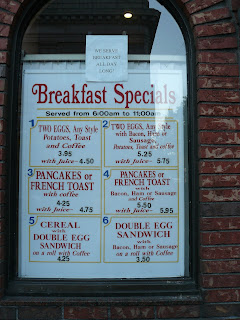 WE SERVE
BREAKFAST
ALL DAY
LONG!
Breakfast Specials
Served from 6:00am to 11:00am
1
TWO EGGS, Any Style
Potatoes, Toast
and Coffee
3.95
with Juice - 4.50
2
TWO EGGS, Any Style
with Bacon, Ham or
Sausage
Potatoes, Toast and Coffee
5.25
with Juice - 5.75
3
PANCAKES or
FRENCH TOAST
with coffee
4.25
with Juice - 4.75
4
PANCAKES or
FRENCH TOAST
with
Bacon, Ham or Sausage
and Coffee
5.50
with Juice - 5.95
5
CEREAL
with
DOUBLE EGG
SANDWICH
on a roll with Coffee
4.25
6
DOUBLE EGG
SANDWICH
with
Bacon, Ham or Sausage
on a roll with Coffee
3.50